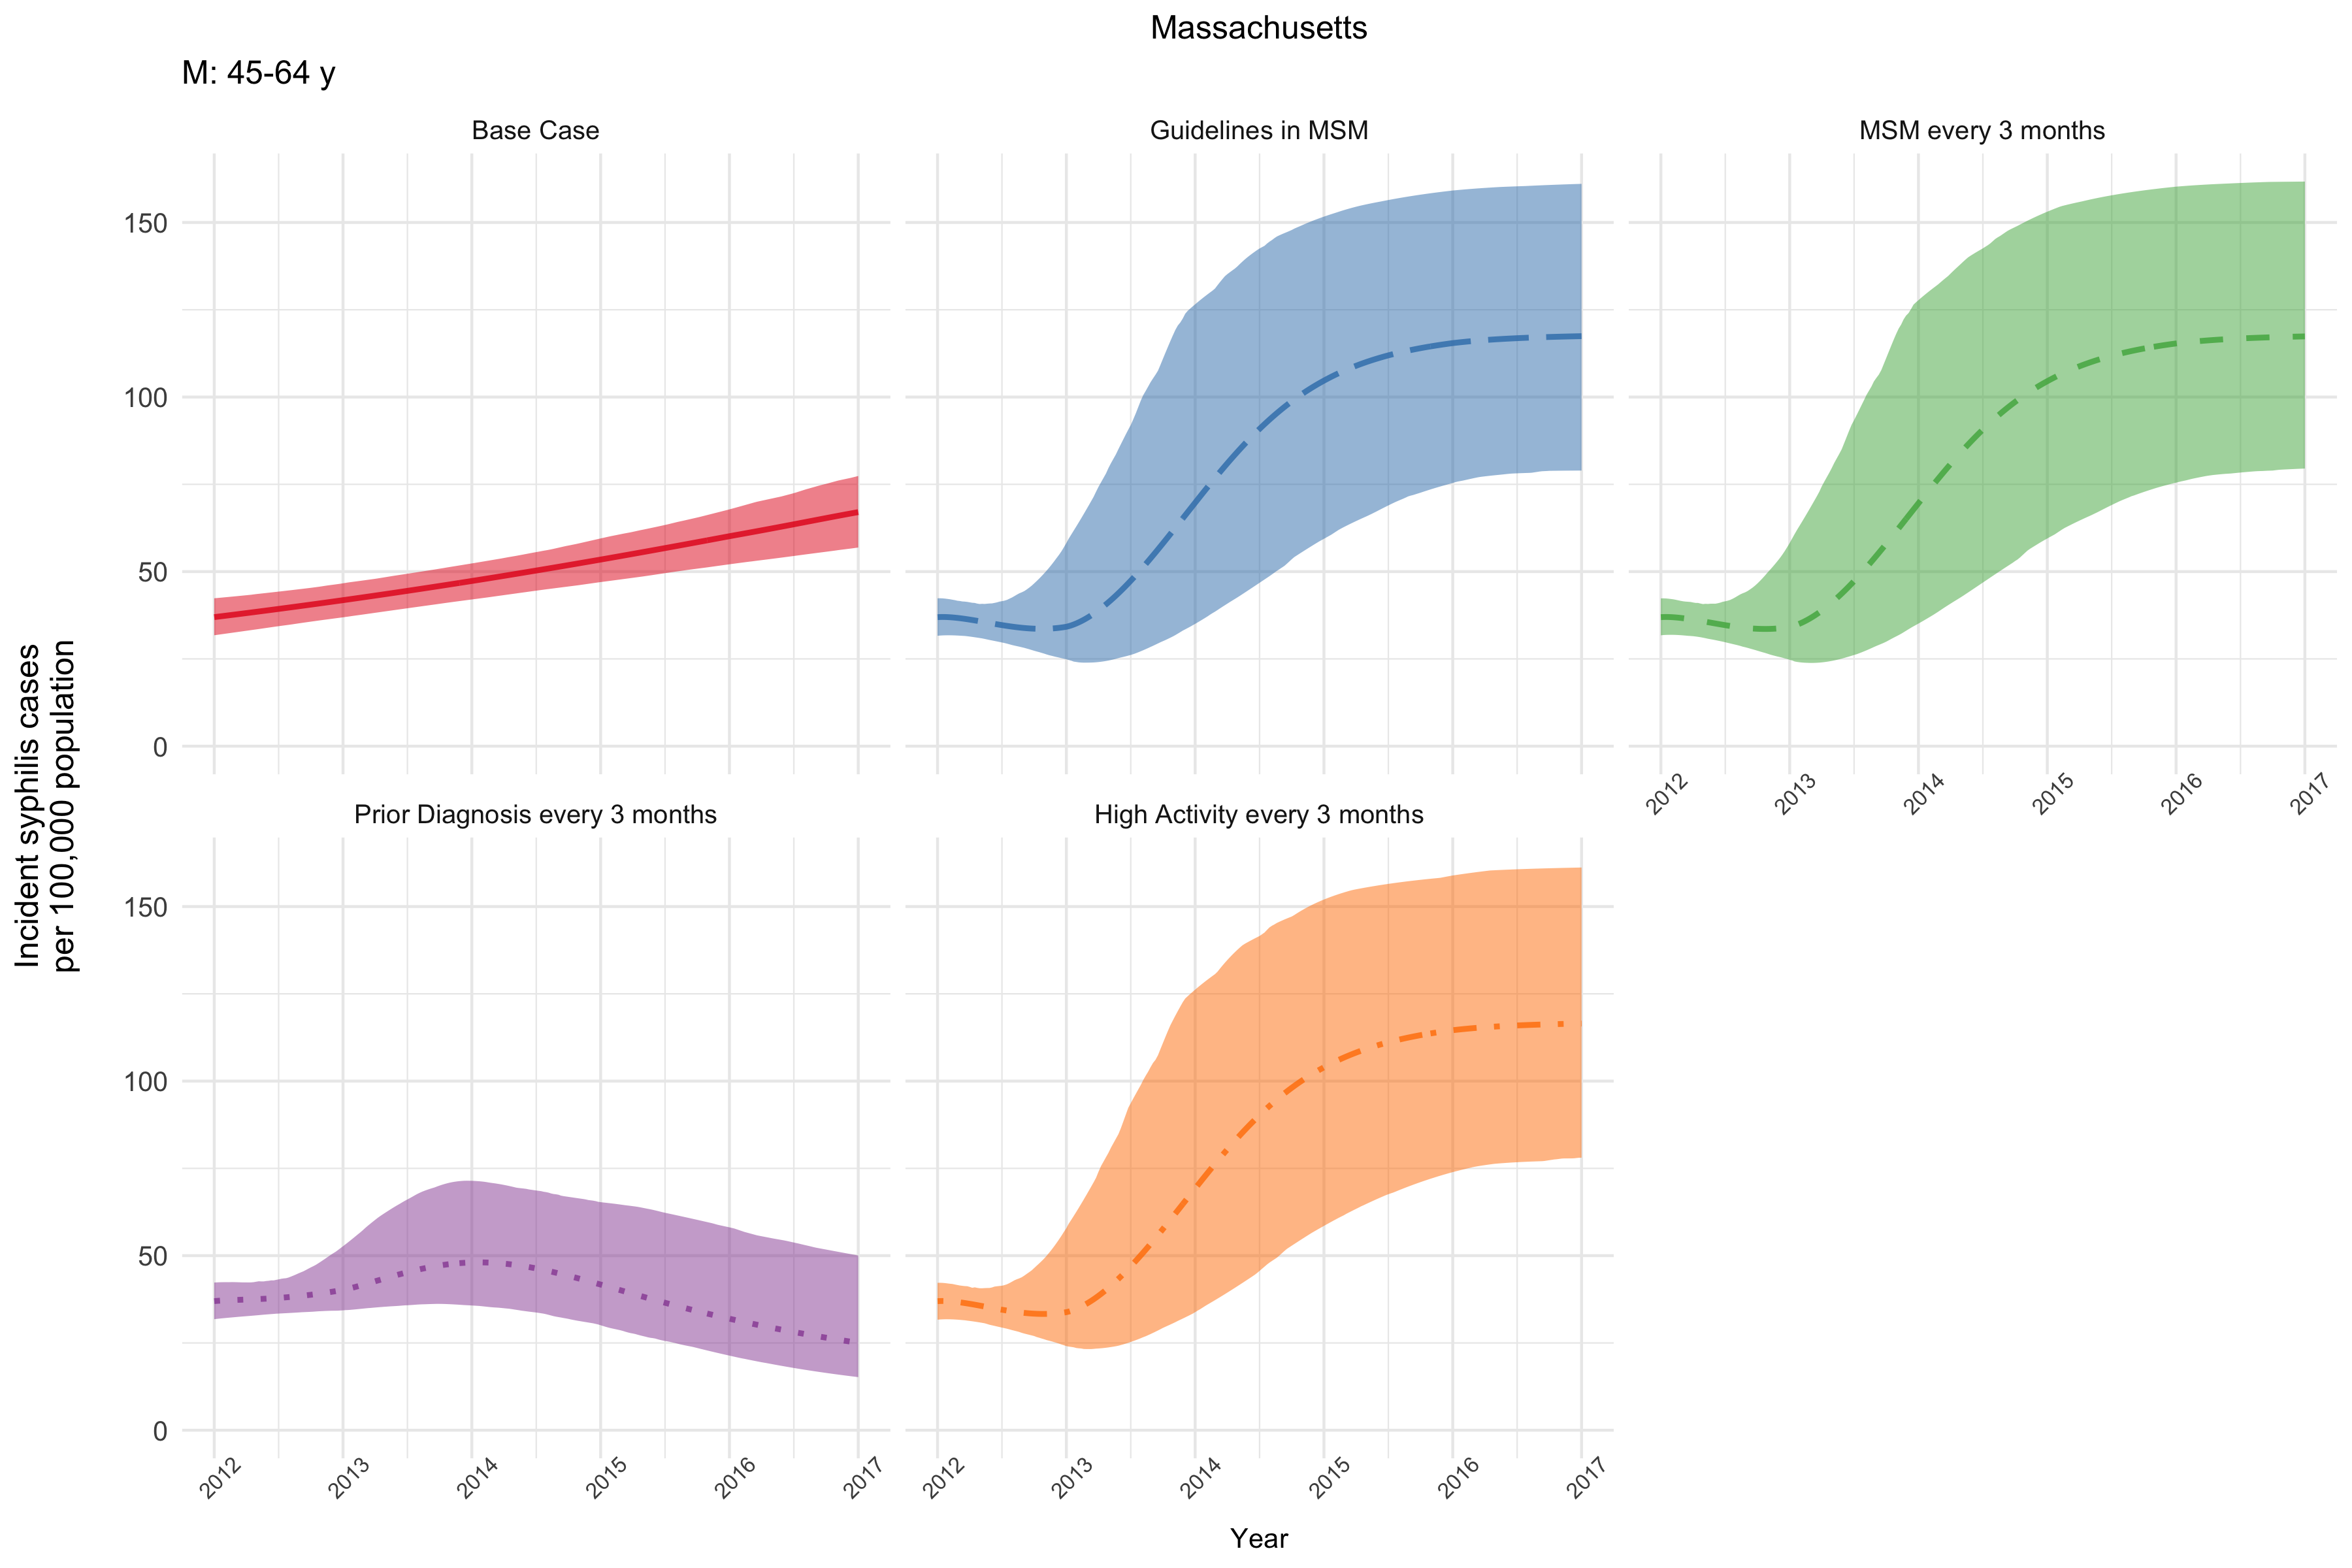 Massachusetts
M: 45-64 y
Base Case
Guidelines in MSM
MSM every 3 months
150
100
50
0
2012
2013
2014
2015
2016
2017
Incident syphilis cases
per 100,000 population
Prior Diagnosis every 3 months
High Activity every 3 months
150
100
50
0
2012
2013
2014
2015
2016
2017
2012
2013
2014
2015
2016
2017
Year